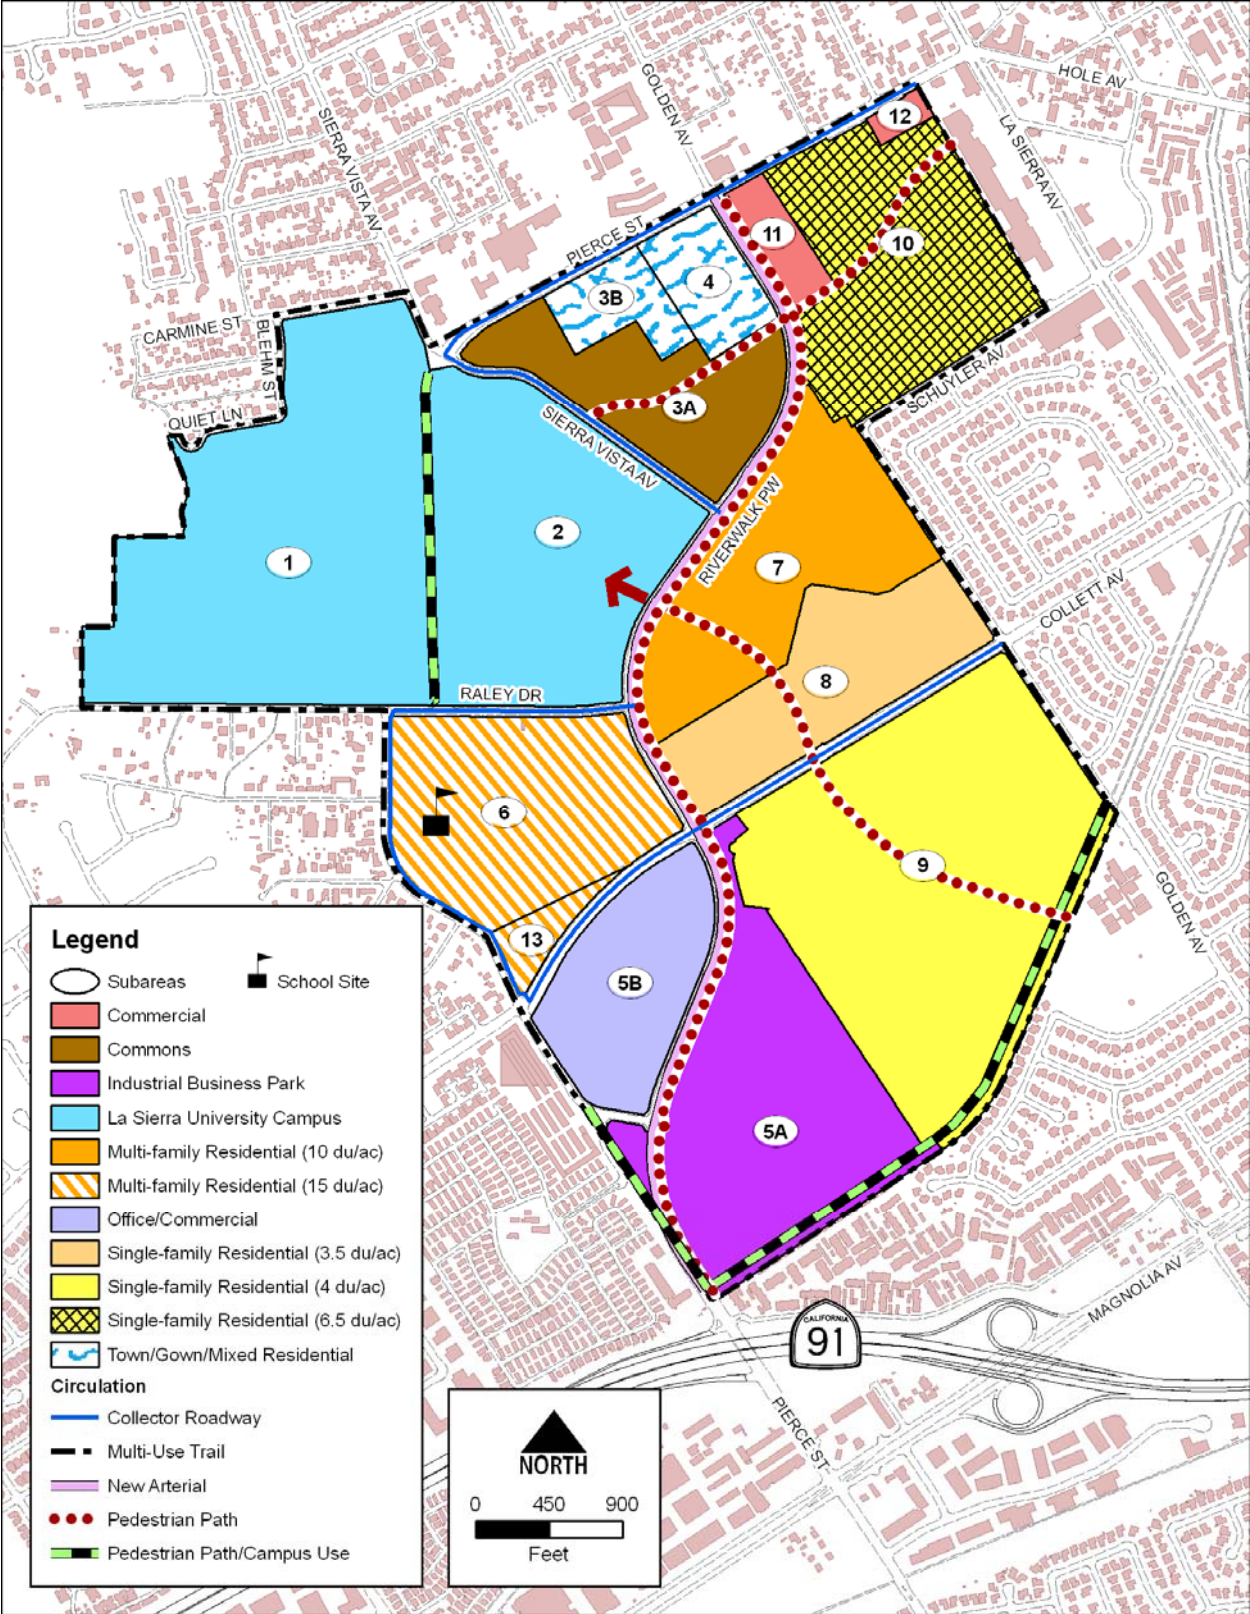 HOLE AV
GOLDEN AV
LA SIERRA AV
SIERRA VISTA AV
12
11
10
PIERCE ST
4
3B
CARMINE ST
BLEHM ST
SCHUYLER AV
QUIET LN
3A
SIERRA VISTA AV
RIVERWALK PW
2
1
7
COLLETT AV
8
RALEY DR
6
9
GOLDEN AV
13
5B
5A
Legend
Subareas
School Site
Commercial
Commons
Industrial Business Park
La Sierra University Campus
Multi-family Residential (10 du/ac)
Multi-family Residential (15 du/ac)
Office/Commercial
Single-family Residential (3.5 du/ac)
Single-family Residential (4 du/ac)
Single-family Residential (6.5 du/ac)
Town/Gown/Mixed Residential
Circulation
Collector Roadway
Multi-Use Trail
New Arterial
Pedestrian Path
Pedestrian Path/Campus Use
MAGNOLIA AV
CALIFORNIA
91
PIERCE ST
NORTH
0 450 900
Feet